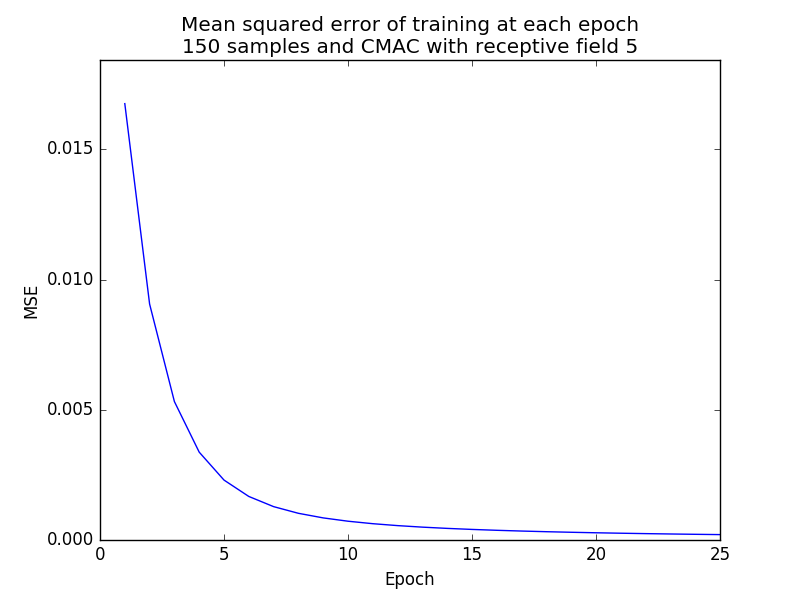 Mean squared error of training at each epoch
150 samples and CMAC with receptive field 5
0.015
0.010
MSE
0.005
0.000
0 5 10 15 20 25
Epoch